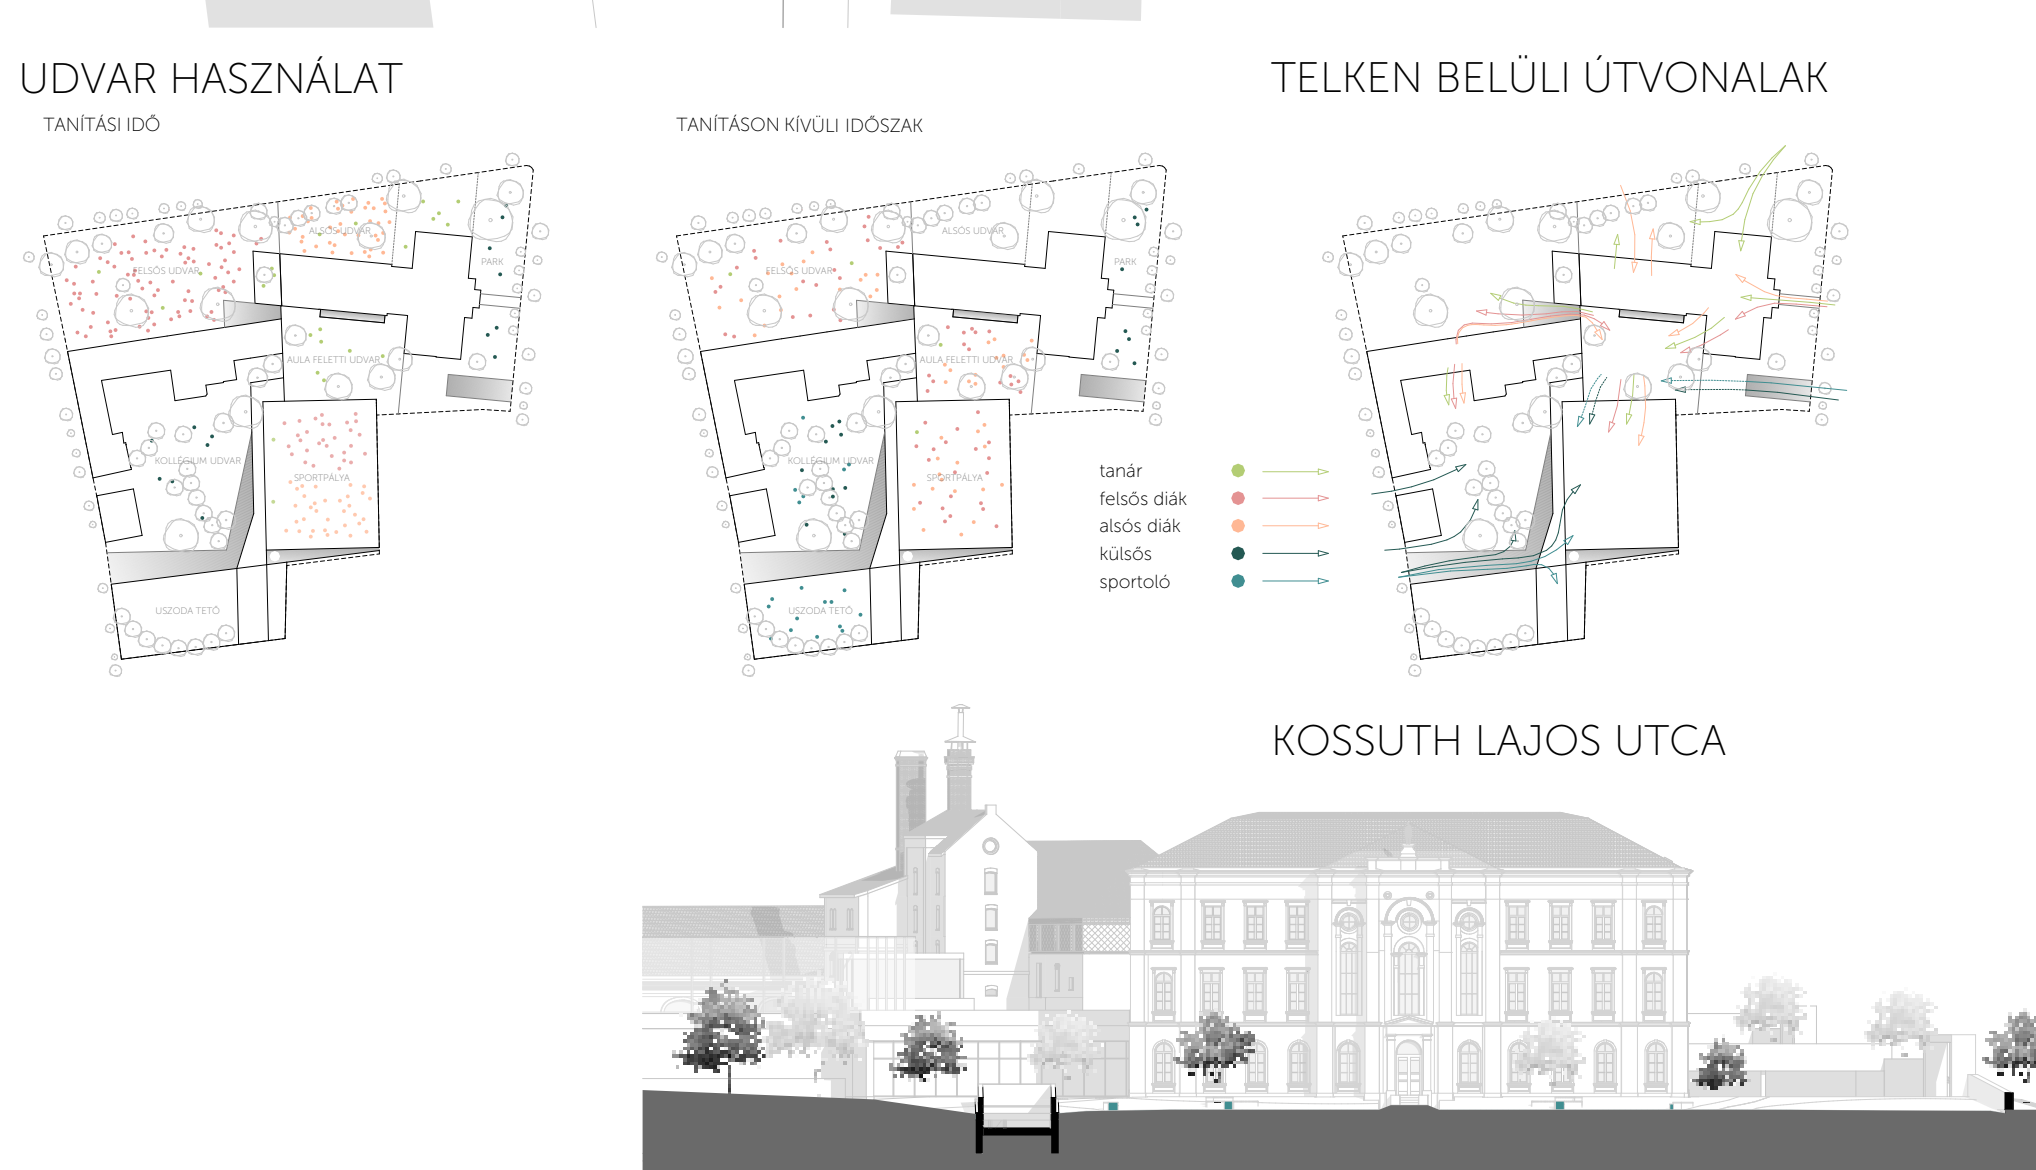 UDVAR HASZNÁLAT
TELKEN BELÜLI ÚTVONALAK
TANÍTÁSI IDŐ
TANÍTÁSON KÍVÜLI IDŐSZAK
ALSÓS UDVAR
FELSŐS UDVAR
PARK
AULA FELETTI UDVAR
KOLLÉGIUM UDVAR
SPORTPÁLYA
USZODA TETŐ
ALSÓS UDVAR
FELSŐS UDVAR
PARK
AULA FELETTI UDVAR
KOLLÉGIUM UDVAR
SPORTPÁLYA
USZODA TETŐ
tanár
felsős diák
alsós diák
külsős
sportoló
KOSSUTH LAJOS UTCA